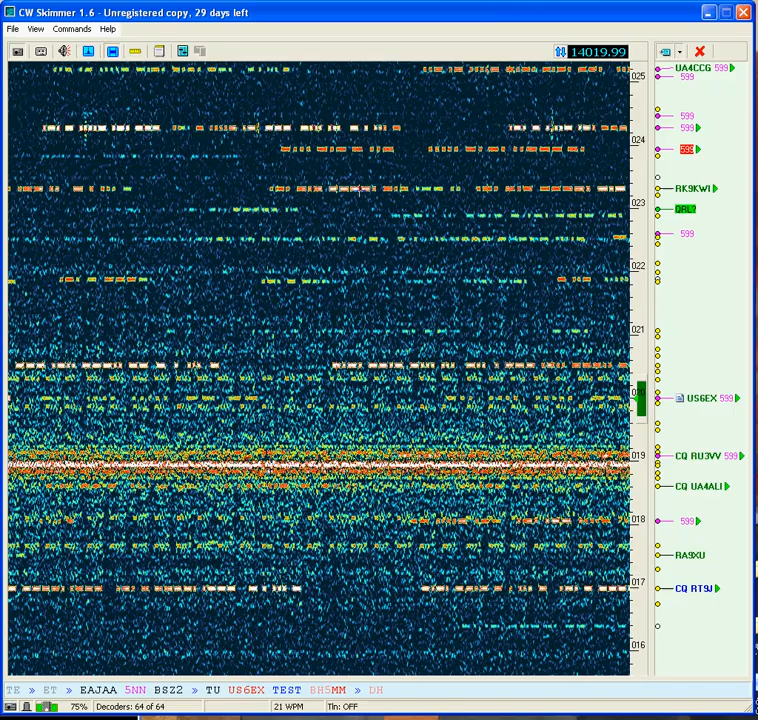 CW Skimmer 1.6 - Unregistered copy, 29 days left
File View Commands Help
14019.99
025
024
023
022
021
020
019
018
017
016
UA4CCG 599
599
599
599
599
RK9KWI
QRL?
599
US6EX 599
CQ RU3VV 599
CQ UA4ALI
599
RA9XU
CQ RT9J
TE » ET » EAJAA 5NN BSZ2 » TU US6EX TEST BH5MM » DH
75% Decoders: 64 of 64 21 WPM Tln: OFF